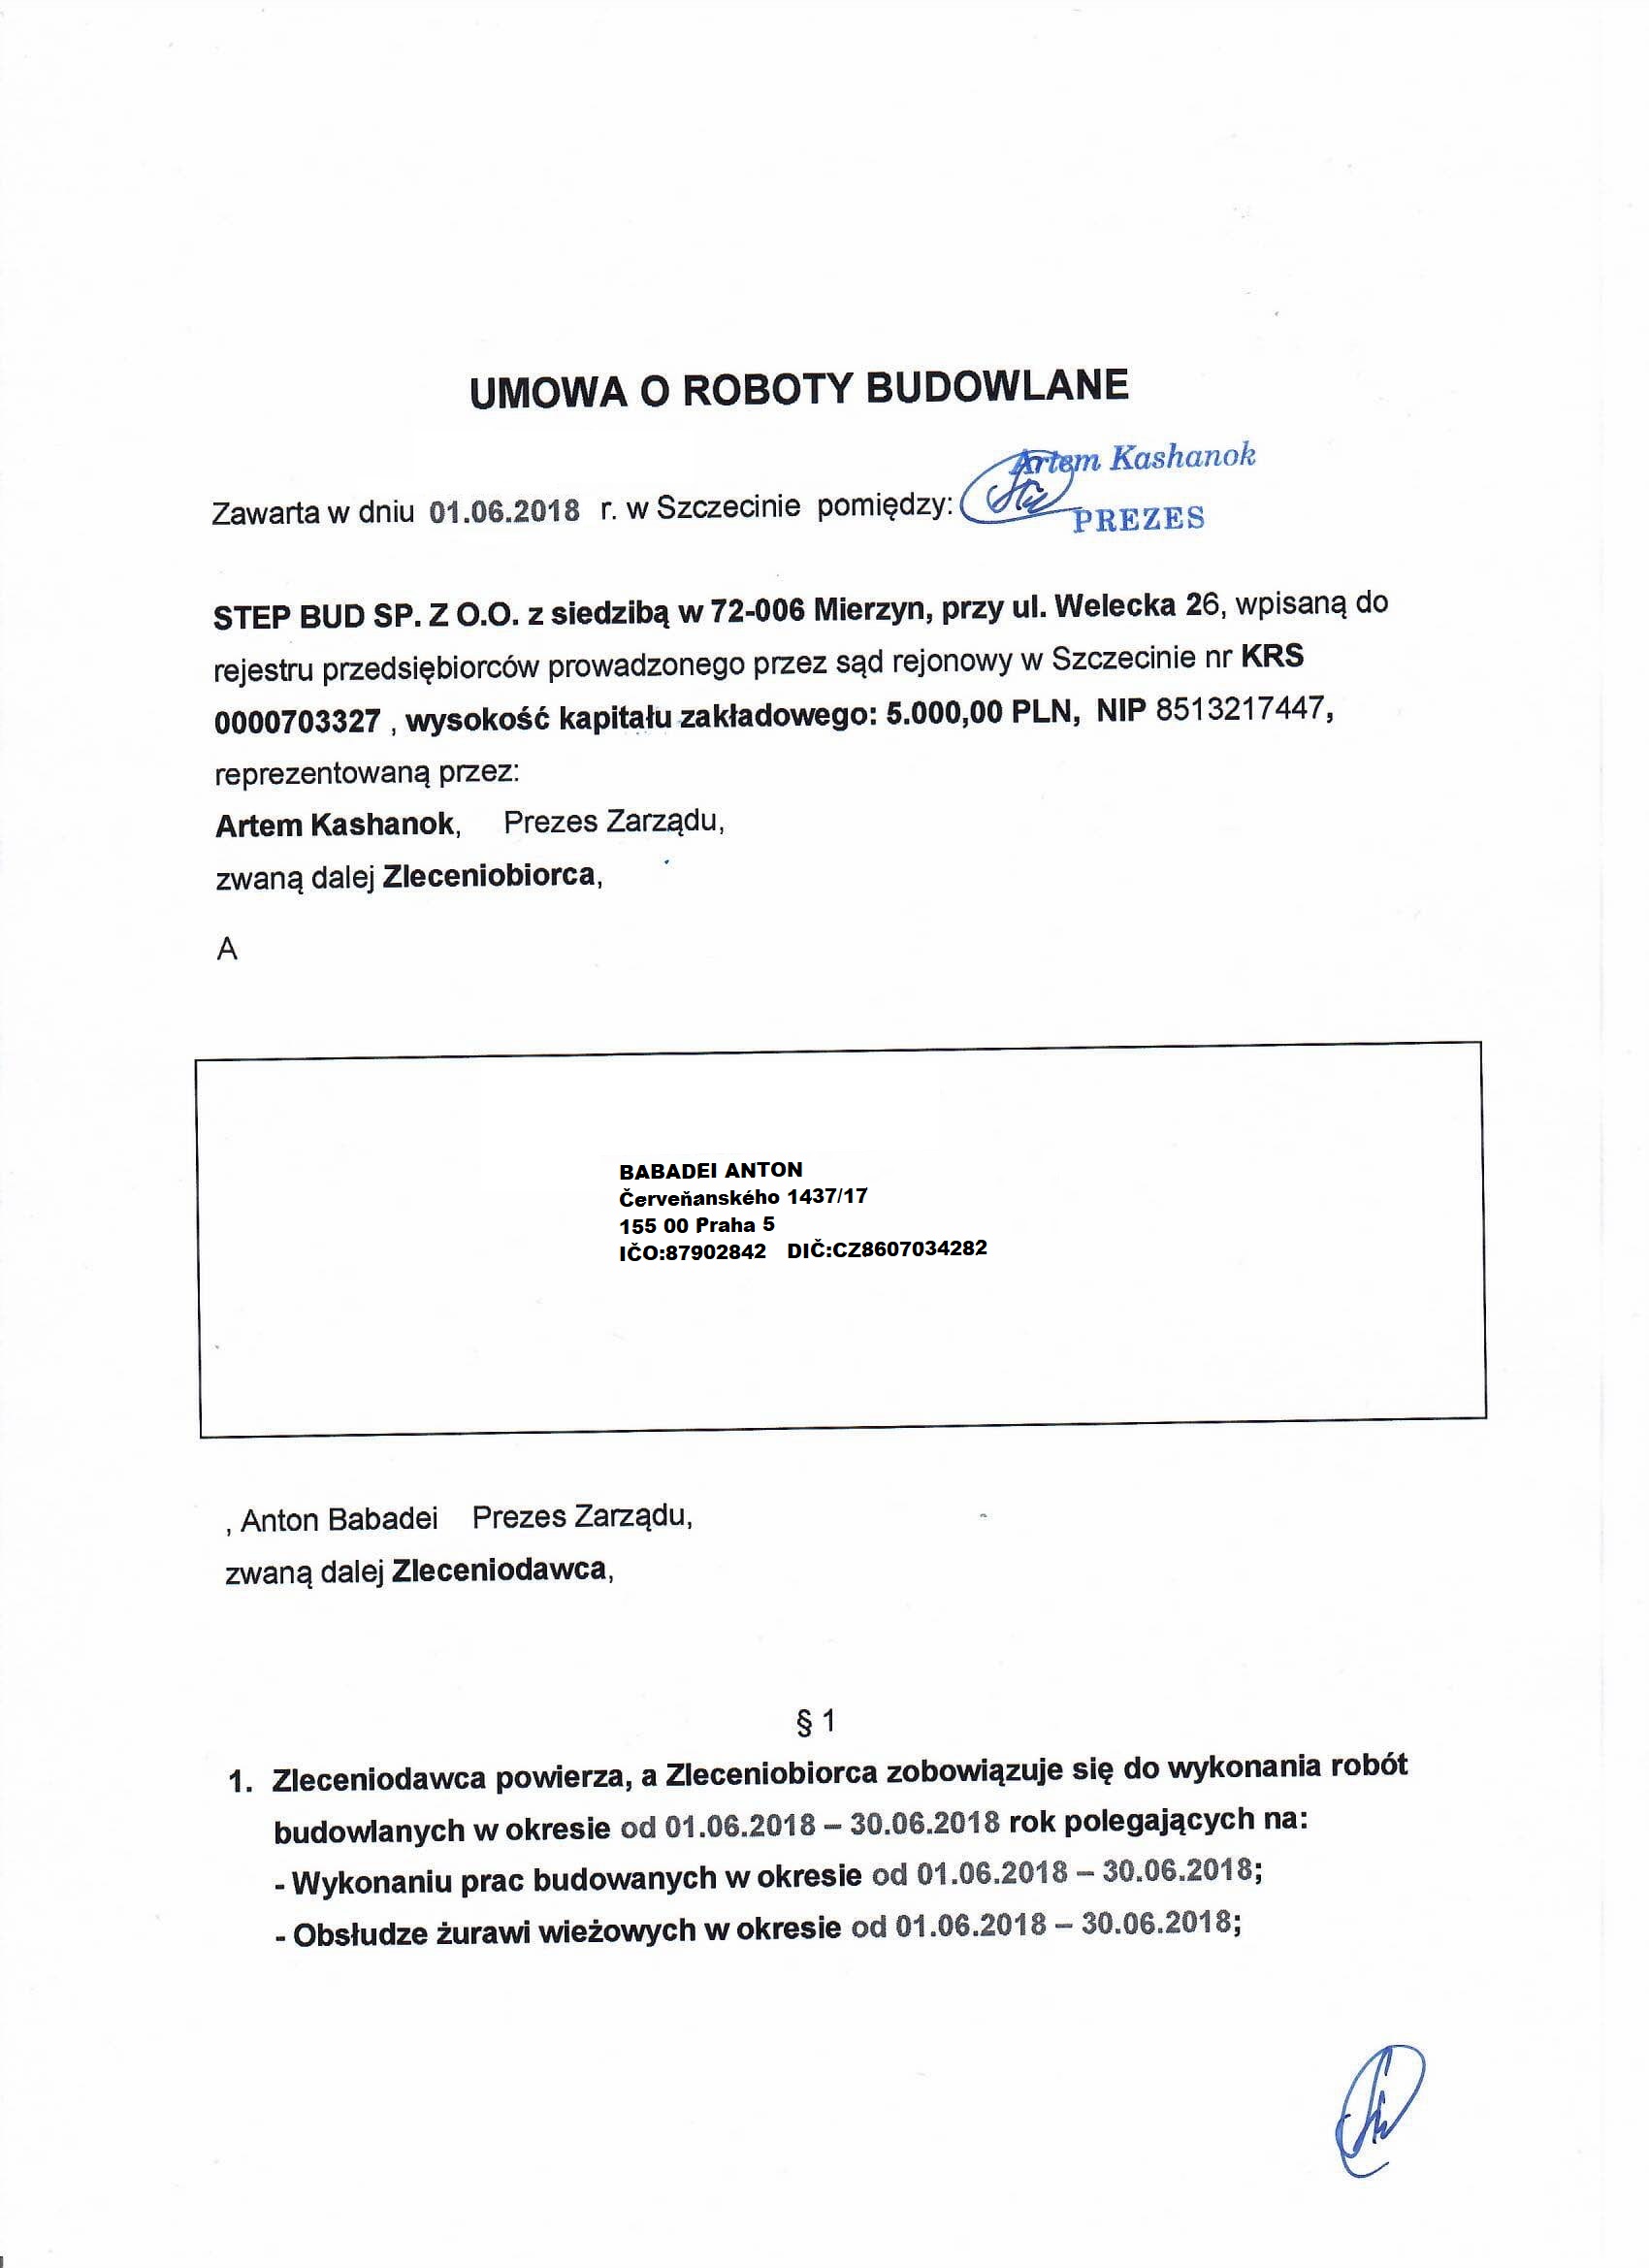 UMOWA O ROBOTY BUDOWLANE
Artem Kashanok
Zawarta w dniu 01.06.2018 r. w Szczecinie pomiędzy:
PREZES
STEP BUD SP. Z O.O. z siedzibą w 72-006 Mierzyn, przy ul. Welecka 26, wpisaną do
rejestru przedsiębiorców prowadzonego przez sąd rejonowy w Szczecinie nr KRS
0000703327 , wysokość kapitału zakładowego: 5.000,00 PLN, NIP 8513217447,
reprezentowaną przez:
Artem Kashanok, Prezes Zarządu,
zwaną dalej Zleceniobiorca,
A
BABADEI ANTON
Červeňanského 1437/17
155 00 Praha 5
IČO:87902842 DIČ:CZ8607034282
, Anton Babadei Prezes Zarządu,
zwaną dalej Zleceniodawca,
§ 1
1. Zleceniodawca powierza, a Zleceniobiorca zobowiązuje się do wykonania robót
budowlanych w okresie od 01.06.2018 – 30.06.2018 rok polegających na:
- Wykonaniu prac budowanych w okresie od 01.06.2018 – 30.06.2018;
- Obsłudze żurawi wieżowych w okresie od 01.06.2018 – 30.06.2018;